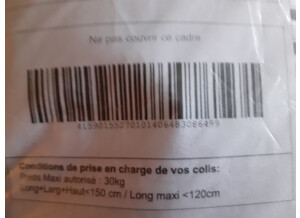 Ne pas couvrir ce cadre
Conditions de prise en charge de vos colis:
Poids Maxi autorisé : 30kg
Long+Larg+Haut<150 cm / Long maxi <120cm